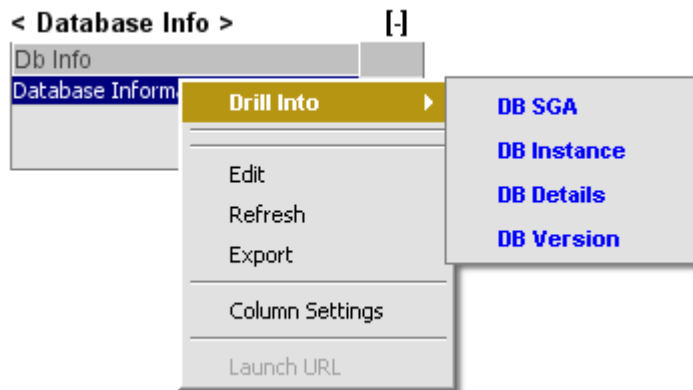 < Database Info > [-]
Db Info
Database
Drill Into
DB SGA
DB Instance
DB Details
DB Version
Edit
Refresh
Export
Column Settings
Launch URL